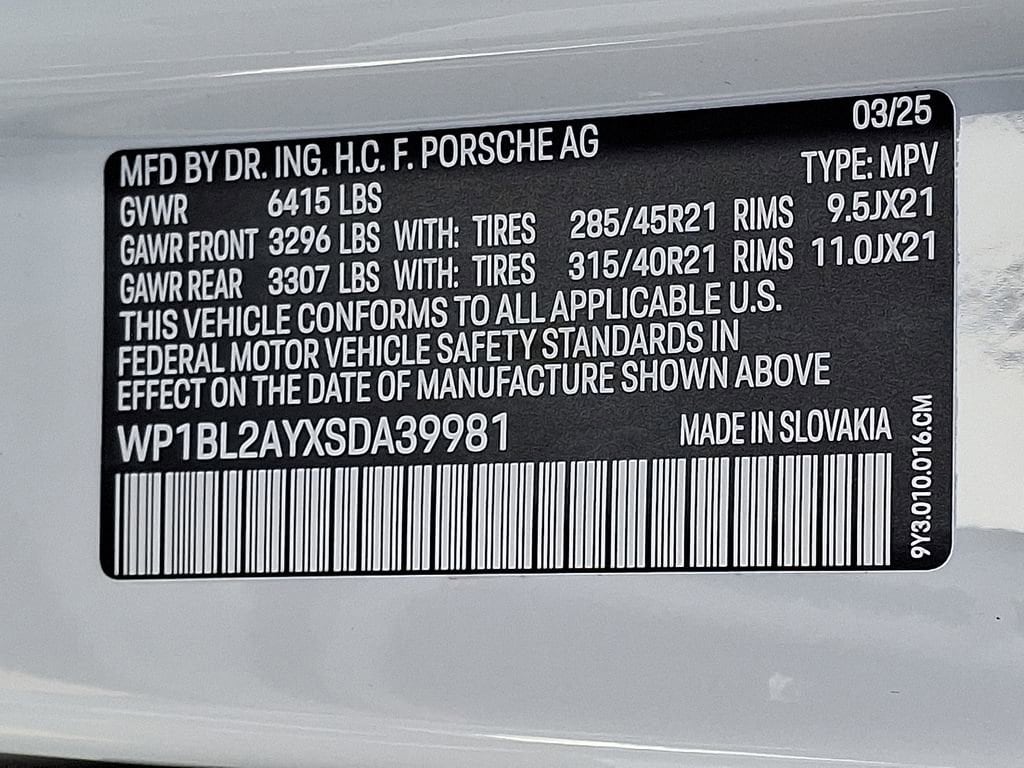 03/25
MFD BY DR. ING. H.C. F. PORSCHE AG
TYPE: MPV
GVWR 6415 LBS
GAWR FRONT 3296 LBS WITH: TIRES 285/45R21 RIMS 9.5JX21
GAWR REAR 3307 LBS WITH: TIRES 315/40R21 RIMS 11.0JX21
THIS VEHICLE CONFORMS TO ALL APPLICABLE U.S.
FEDERAL MOTOR VEHICLE SAFETY STANDARDS IN
EFFECT ON THE DATE OF MANUFACTURE SHOWN ABOVE
WP1BL2AYXSDA39981 MADE IN SLOVAKIA
9Y3.010.016.CM